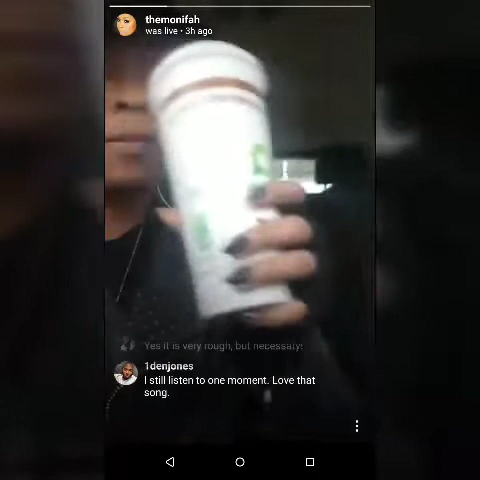 themonifah
was live • 3h ago
Yes it is very rough, but necessary!
1denjones
I still listen to one moment. Love that
song.